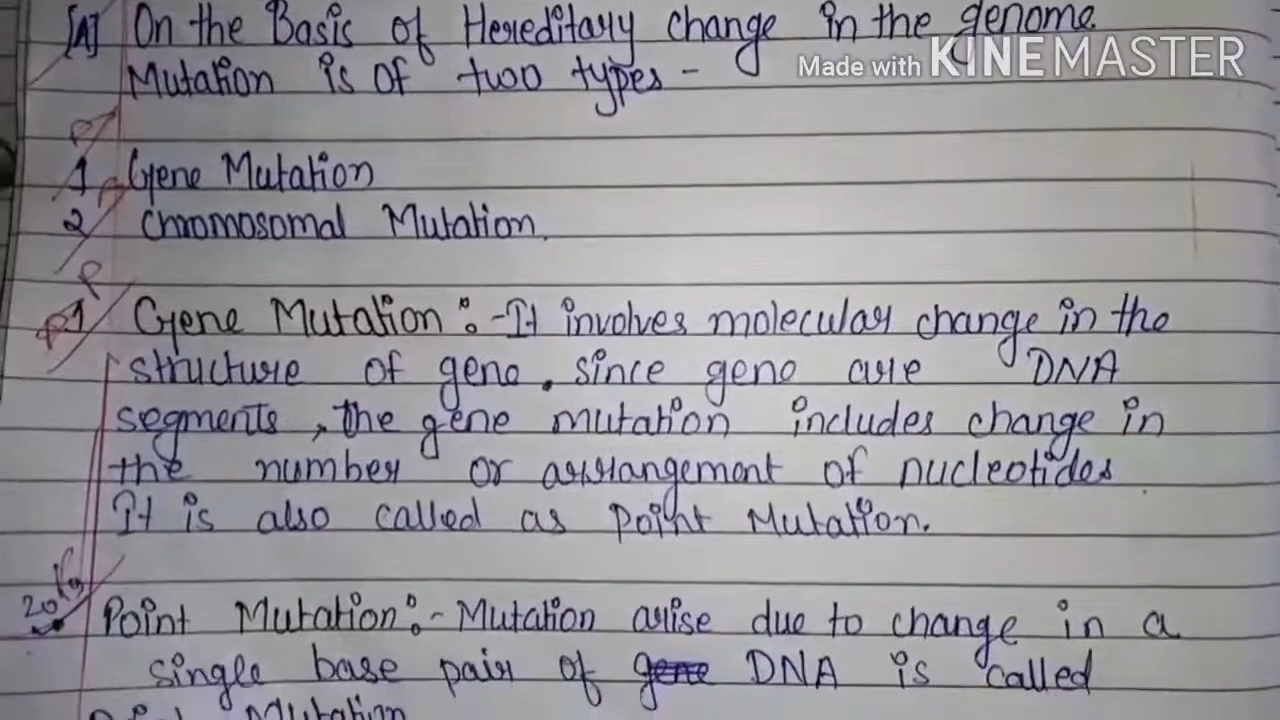 [A] On the Basis of Hereditary change in the genome
Made with KINEMASTER
Mutation is of two types -
1 Gene Mutation
2 Chromosomal Mutation.
1 Gene Mutation :- It involves molecular change in the
structure of gene. since gene are DNA
segments, the gene mutation includes change in
the number or arrangement of nucleotides
It is also called as point Mutation.
Point Mutation :- Mutation arise due to change in a
single base pair of DNA is called
Mutation